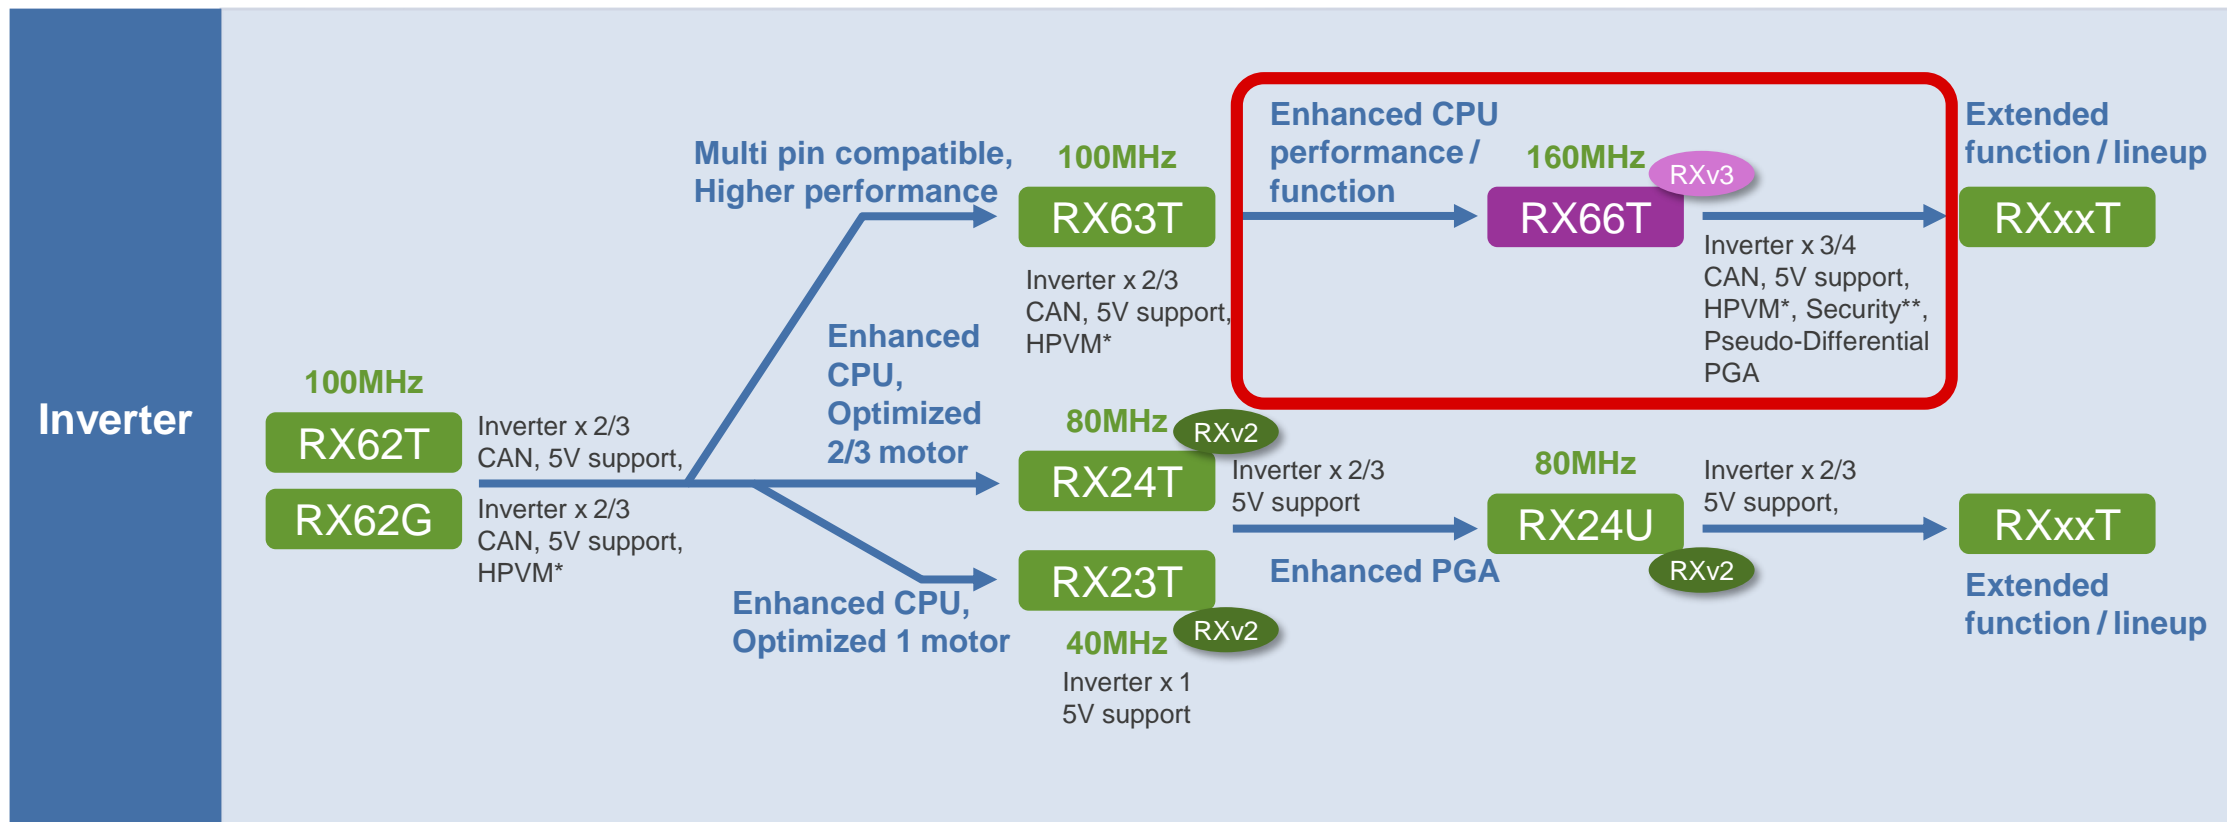 Inverter
100MHz
RX62T
Inverter x 2/3
CAN, 5V support,
RX62G
Inverter x 2/3
CAN, 5V support,
HPVM*
Multi pin compatible,
Higher performance
100MHz
RX63T
Inverter x 2/3
CAN, 5V support,
HPVM*
Enhanced CPU
performance /
function
160MHz
RXv3
RX66T
Inverter x 3/4
CAN, 5V support,
HPVM*, Security**,
Pseudo-Differential
PGA
Extended
function / lineup
RXxxT
Enhanced
CPU,
Optimized
2/3 motor
80MHz
RXv2
RX24T
Inverter x 2/3
5V support
Enhanced PGA
80MHz
RX24U
RXv2
Inverter x 2/3
5V support,
RXxxT
Extended
function / lineup
Enhanced CPU,
Optimized 1 motor
RX23T
RXv2
40MHz
Inverter x 1
5V support